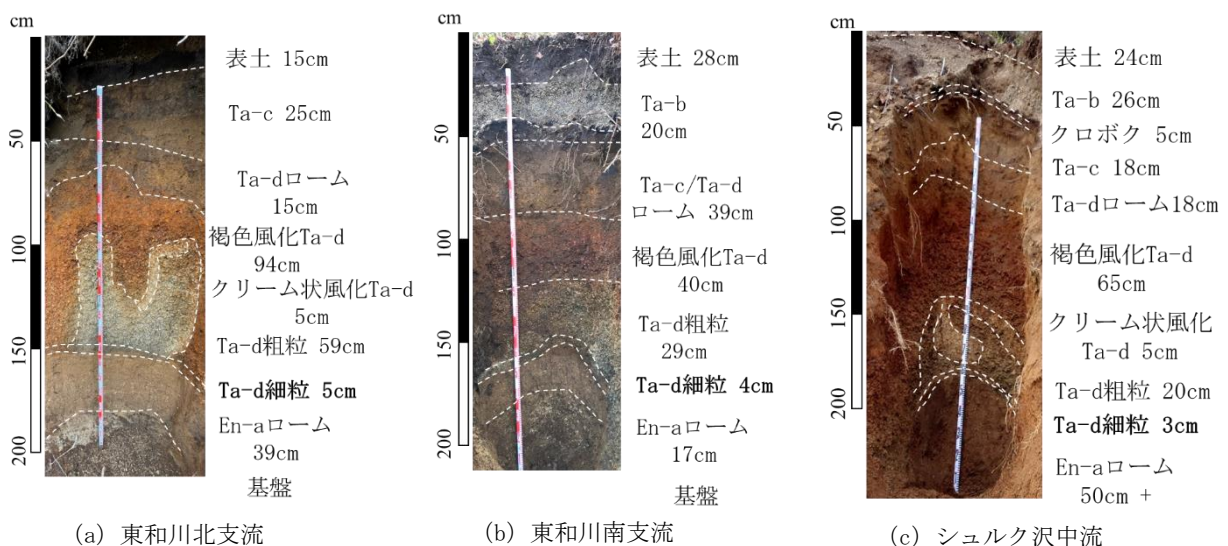 cm
50
100
150
200
表土 15cm
Ta-c 25cm
Ta-dローム
15cm
褐色風化Ta-d
94cm
クリーム状風化Ta-d
5cm
Ta-d粗粒 59cm
Ta-d細粒 5cm
En-aローム
39cm
基盤
(a) 東和川北支流
cm
50
100
150
200
表土 28cm
Ta-b
20cm
Ta-c/Ta-d
ローム 39cm
褐色風化Ta-d
40cm
Ta-d粗粒
29cm
Ta-d細粒 4cm
En-aローム
17cm
基盤
(b) 東和川南支流
cm
50
100
150
200
表土 24cm
Ta-b 26cm
クロボク 5cm
Ta-c 18cm
Ta-dローム18cm
褐色風化Ta-d
65cm
クリーム状風化
Ta-d 5cm
Ta-d粗粒 20cm
Ta-d細粒 3cm
En-aローム
50cm +
(c) シュルク沢中流